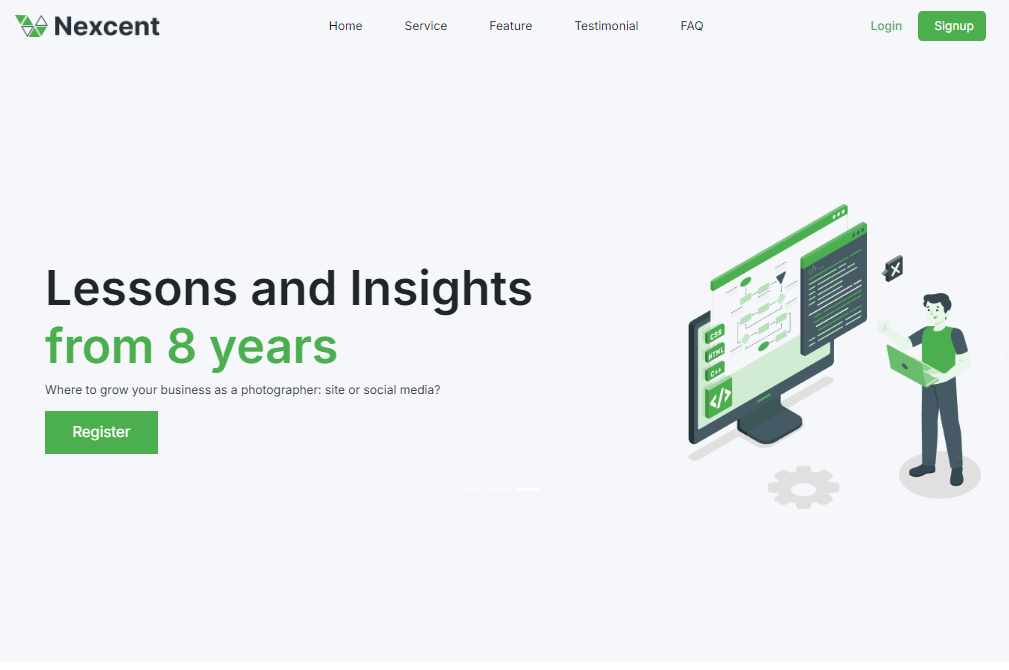 Nexcent
Home Service Feature Testimonial FAQ
Login Signup
Lessons and Insights
from 8 years
Where to grow your business as a photographer: site or social media?
Register
CSS
HTML
C++
</>